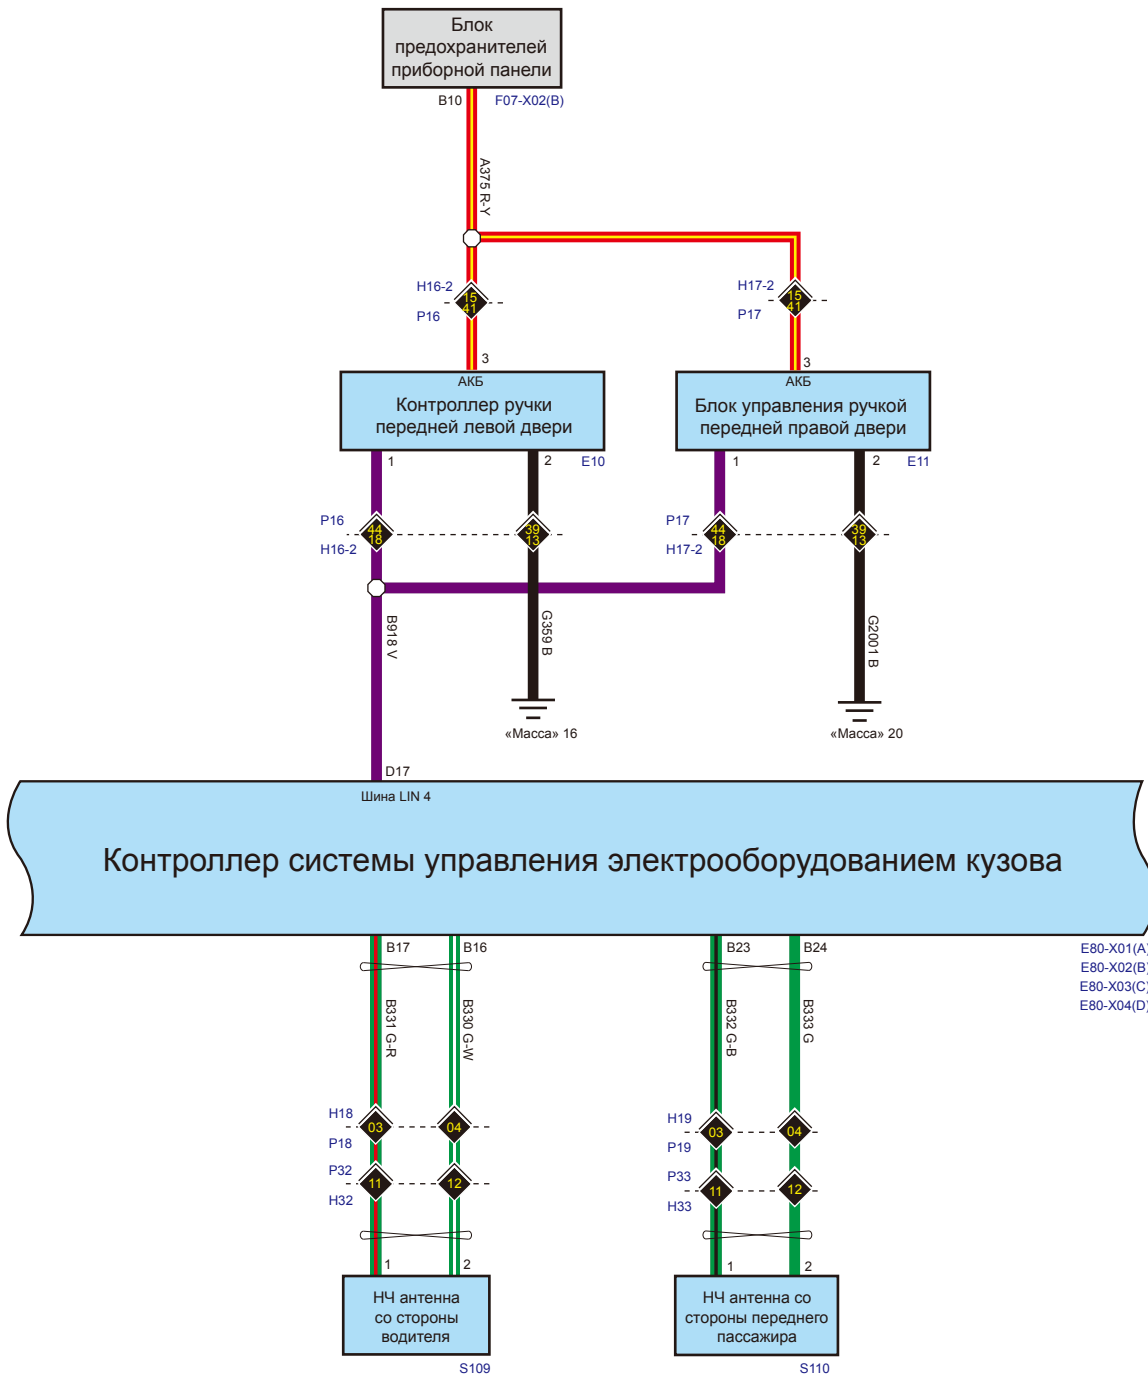 Блок
предохранителей
приборной панели
B10
F07-X02(B)
A375 R-Y
H16-2
15
41
P16
H17-2
15
41
P17
3
3
АКБ
Контроллер ручки
передней левой двери
АКБ
Блок управления ручкой
передней правой двери
1
2
E10
1
2
E11
P16
44
18
39
13
H16-2
P17
44
18
39
13
H17-2
B918 V
G359 B
G2001 B
«Масса» 16
«Масса» 20
D17
Шина LIN 4
Контроллер системы управления электрооборудованием кузова
B17
B16
B23
B24
E80-X01(A)
E80-X02(B)
E80-X03(C)
E80-X04(D)
B331 G-R
B330 G-W
B332 G-B
B333 G
H18
03
04
P18
H19
03
04
P19
P32
11
12
H32
P33
11
12
H33
1
2
1
2
НЧ антенна
со стороны
водителя
НЧ антенна со
стороны переднего
пассажира
S109
S110